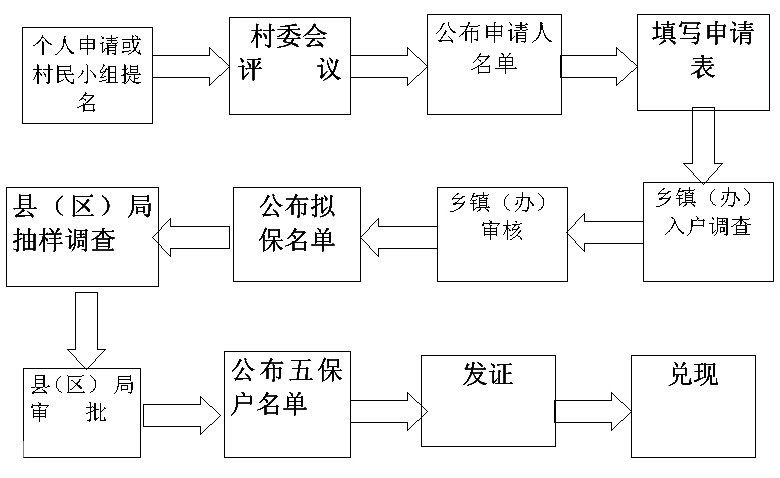 个人申请或
村民小组提
名
村委会
评 议
公布申请人
名单
填写申请
表
乡镇（办）
入户调查
乡镇（办）
审核
公布拟
保名单
县（区）局
抽样调查
县（区）局
审 批
公布五保
户名单
发证
兑现